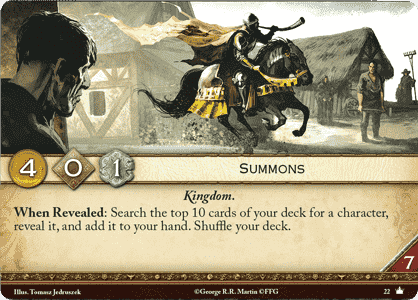 4 0 1 Summons
Kingdom.
When Revealed: Search the top 10 cards of your deck for a character,
reveal it, and add it to your hand. Shuffle your deck.
7
Illus. Tomasz Jedruszek ©George R.R. Martin ©FFG 22